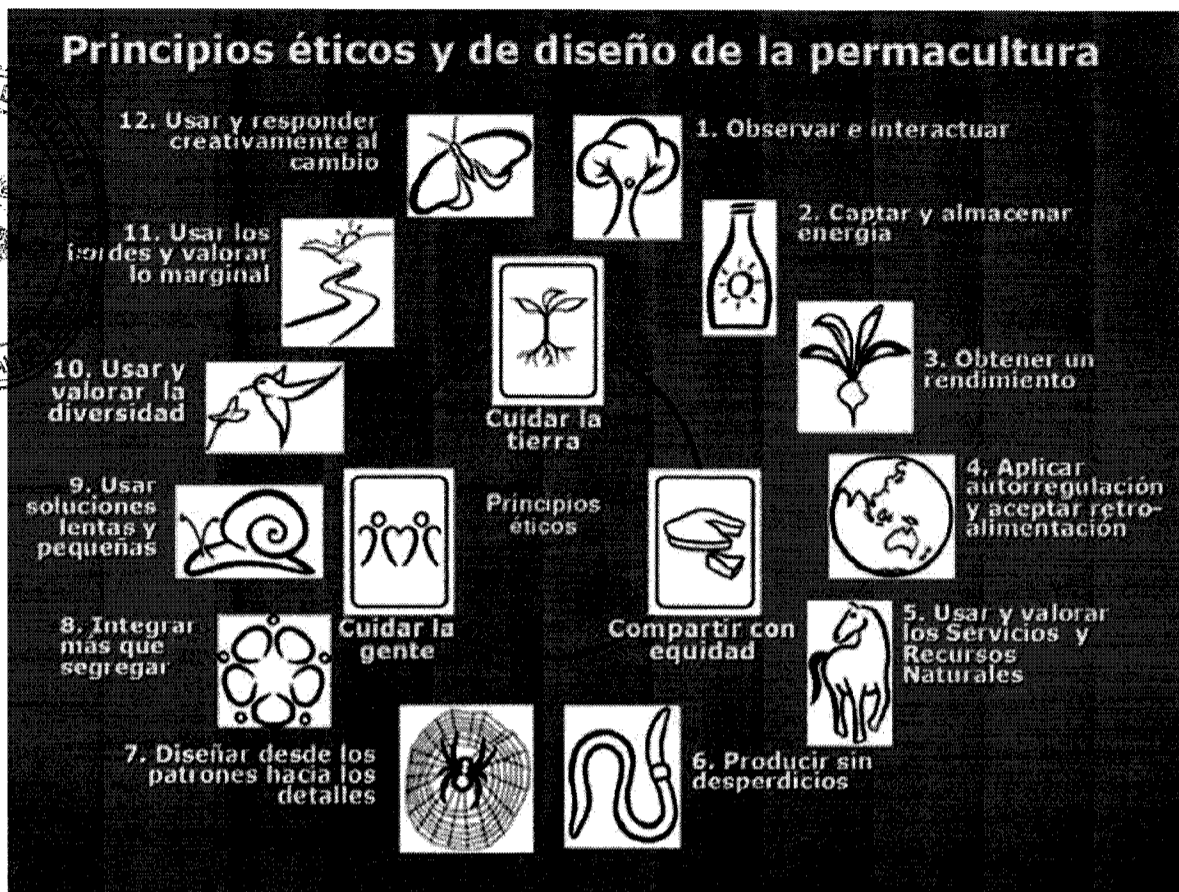 Principios éticos y de diseño de la permacultura
12. Usar y responder
creativamente al
cambio
1. Observar e interactuar
2. Captar y almacenar
energía
11. Usar los
bordes y valorar
lo marginal
3. Obtener un
rendimiento
10. Usar y
valorar la
diversidad
Cuidar la
tierra
4. Aplicar
autorregulación
y aceptar retro-
alimentación
9. Usar
soluciones
lentas y
pequeñas
Principios
éticos
5. Usar y valorar
los Servicios y
Recursos
Naturales
8. Integrar
más que
segregar
Cuidar la
gente
Compartir con
equidad
7. Diseñar desde los
patrones hacia los
detalles
6. Producir sin
desperdicios